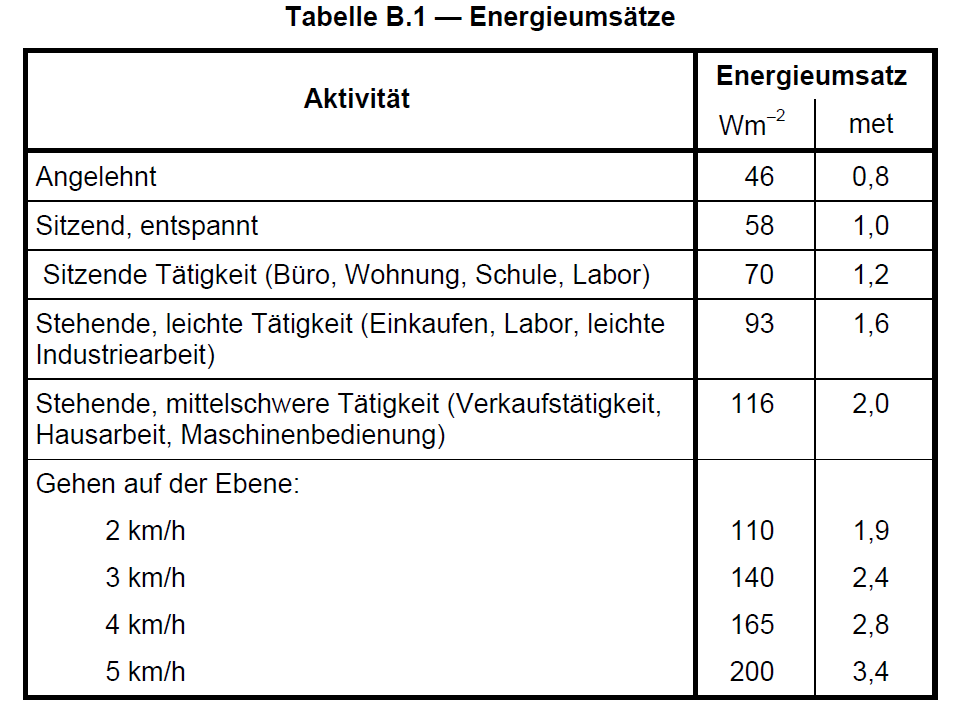 Tabelle B.1 — Energieumsätze
Aktivität
Energieumsatz
Wm⁻² met
Angelehnt 46 0,8
Sitzend, entspannt 58 1,0
Sitzende Tätigkeit (Büro, Wohnung, Schule, Labor) 70 1,2
Stehende, leichte Tätigkeit (Einkaufen, Labor, leichte 93 1,6
Industriearbeit)
Stehende, mittelschwere Tätigkeit (Verkaufstätigkeit, 116 2,0
Hausarbeit, Maschinenbedienung)
Gehen auf der Ebene:
2 km/h 110 1,9
3 km/h 140 2,4
4 km/h 165 2,8
5 km/h 200 3,4